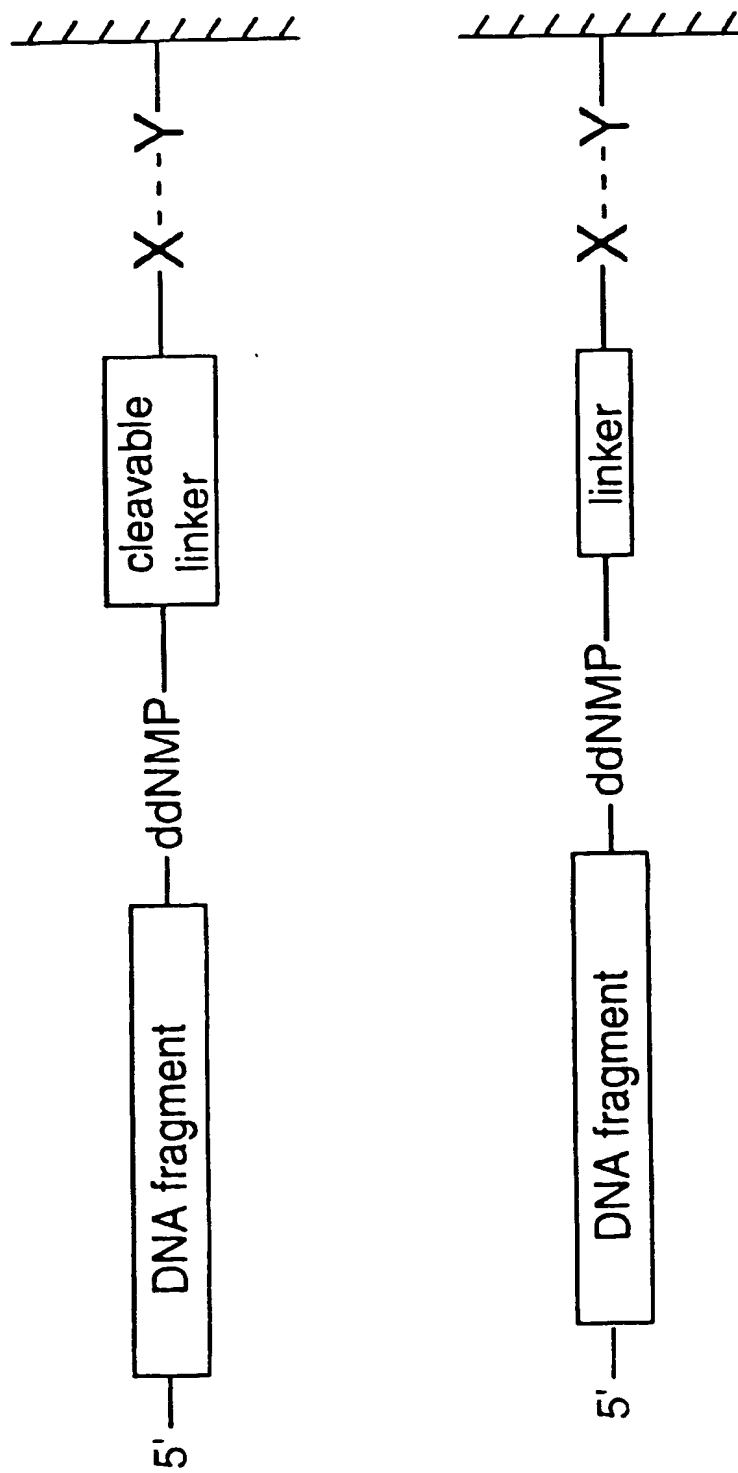 5'
DNA fragment
ddNMP
cleavable
linker
X---Y
5'
DNA fragment
ddNMP
linker
X---Y